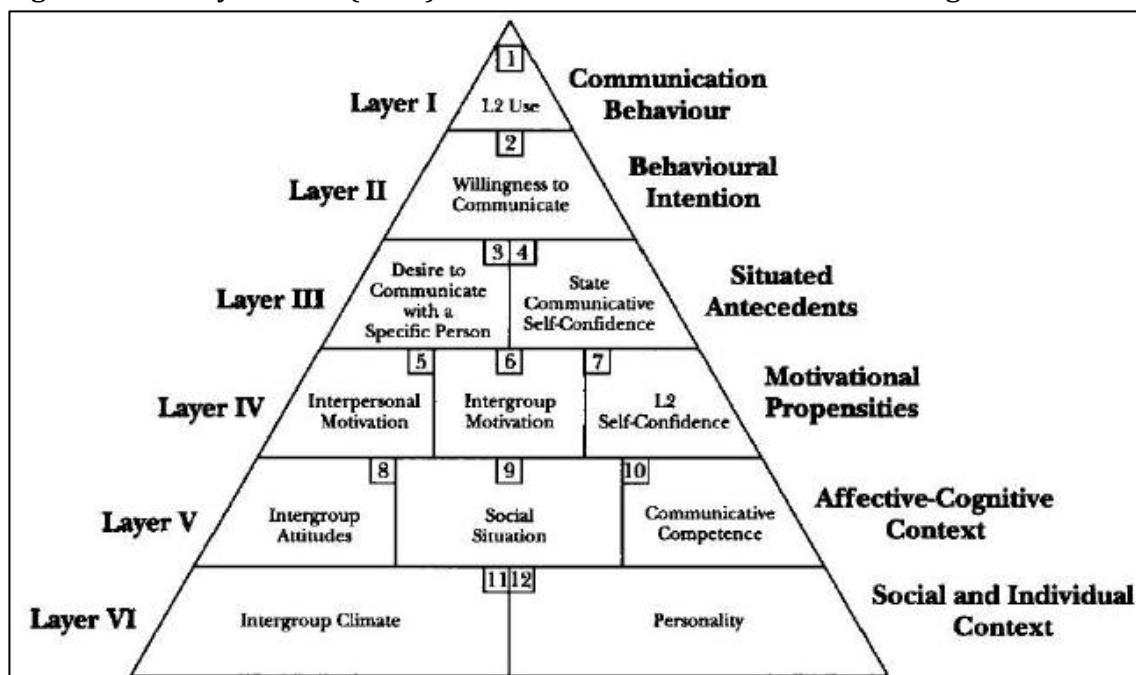 1
Layer I
L2 Use
Communication
Behaviour
2
Layer II
Willingness to
Communicate
Behavioural
Intention
3 4
Layer III
Desire to
Communicate
with a
Specific Person
State
Communicative
Self-Confidence
Situated
Antecedents
5 6 7
Layer IV
Interpersonal
Motivation
Intergroup
Motivation
L2
Self-Confidence
Motivational
Propensities
8 9 10
Layer V
Intergroup
Attitudes
Social
Situation
Communicative
Competence
Affective-Cognitive
Context
11 12
Layer VI
Intergroup Climate
Personality
Social and Individual
Context